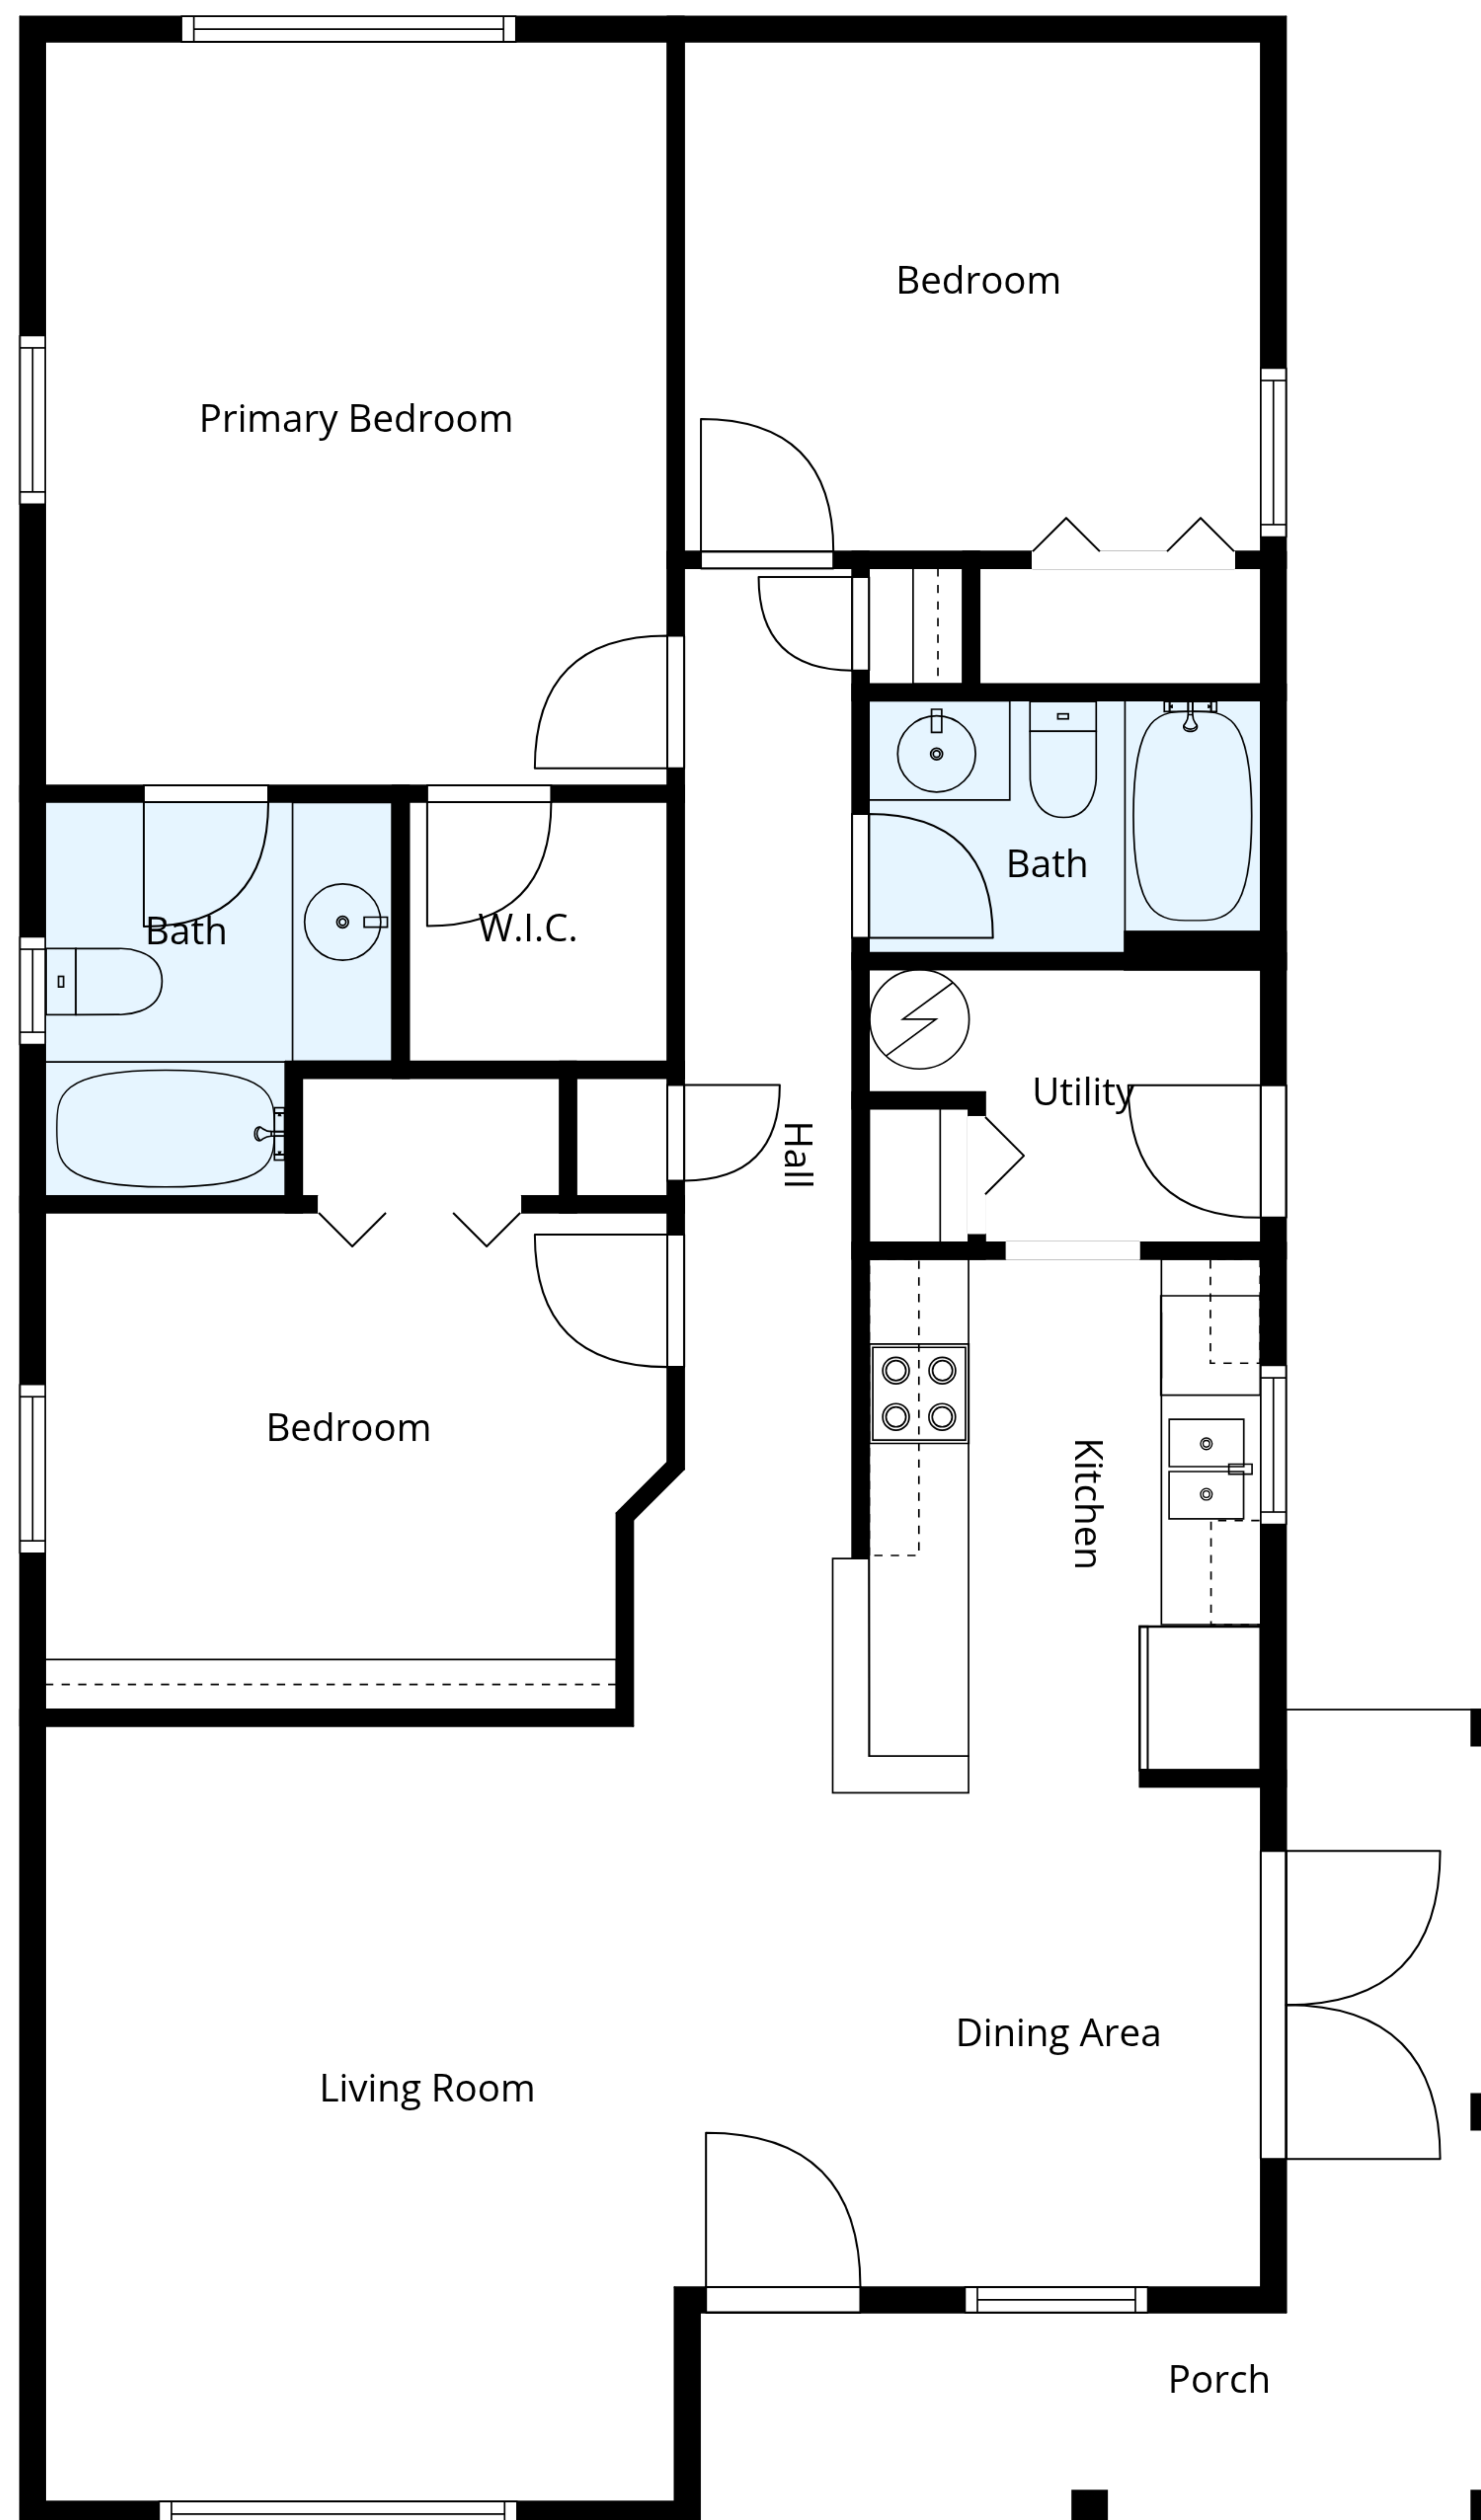 Bedroom
Primary Bedroom
Bath
Bath
W.I.C.
Utility
Hall
Bedroom
Kitchen
Dining Area
Living Room
Porch